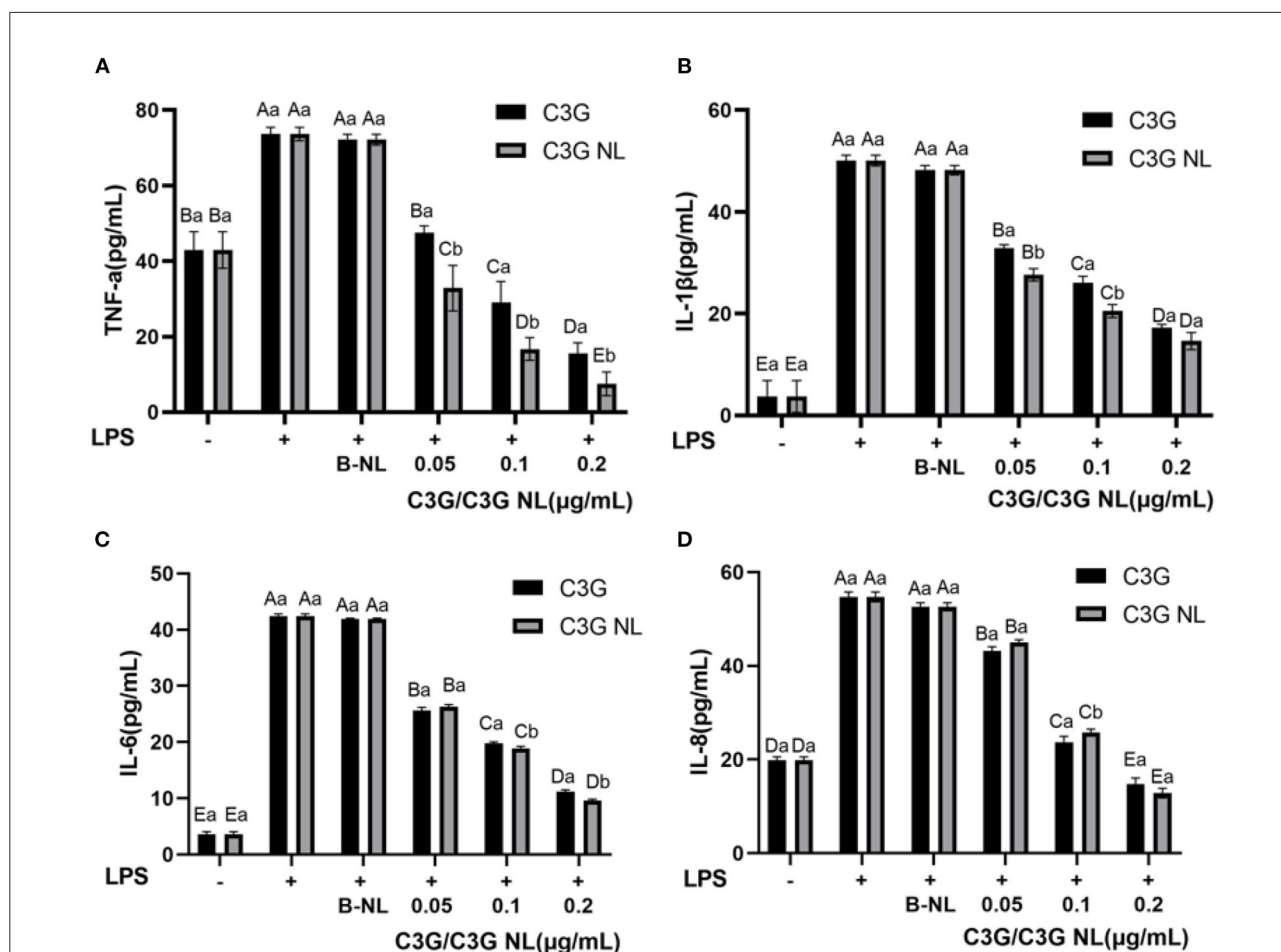 A
TNF-a(pg/mL)
80
60
40
20
0
C3G
C3G NL
Ba Ba
Aa Aa
Aa Aa
Ba Cb
Ca Db
Da Eb
LPS - + + + + +
B-NL 0.05 0.1 0.2
C3G/C3G NL(µg/mL)
B
IL-1β(pg/mL)
60
40
20
0
C3G
C3G NL
Ea Ea
Aa Aa
Aa Aa
Ba Bb
Ca Cb
Da Da
LPS - + + + + +
B-NL 0.05 0.1 0.2
C3G/C3G NL(µg/mL)
C
IL-6(pg/mL)
50
40
30
20
10
0
C3G
C3G NL
Ea Ea
Aa Aa
Aa Aa
Ba Ba
Ca Cb
Da Db
LPS - + + + + +
B-NL 0.05 0.1 0.2
C3G/C3G NL(µg/mL)
D
IL-8(pg/mL)
60
40
20
0
C3G
C3G NL
Da Da
Aa Aa
Aa Aa
Ba Ba
Ca Cb
Ea Ea
LPS - + + + + +
B-NL 0.05 0.1 0.2
C3G/C3G NL(µg/mL)